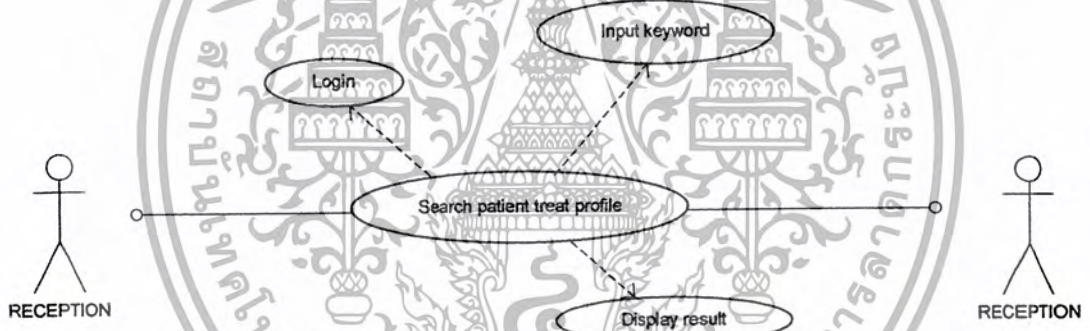 Input keyword
Login
Search patient treat profile
RECEPTION
RECEPTION
Display result